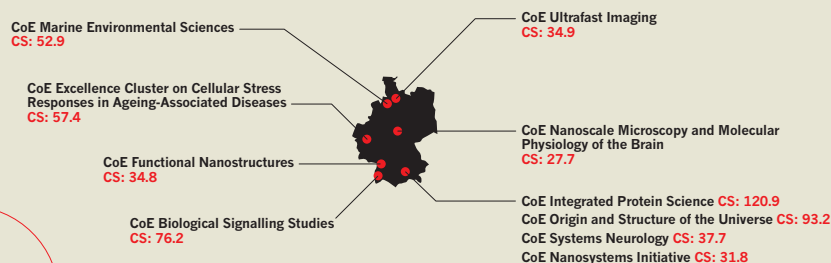 CoE Marine Environmental Sciences
CS: 52.9
CoE Excellence Cluster on Cellular Stress
Responses in Ageing-Associated Diseases
CS: 57.4
CoE Functional Nanostructures
CS: 34.8
CoE Biological Signalling Studies
CS: 76.2
CoE Ultrafast Imaging
CS: 34.9
CoE Nanoscale Microscopy and Molecular
Physiology of the Brain
CS: 27.7
CoE Integrated Protein Science CS: 120.9
CoE Origin and Structure of the Universe CS: 93.2
CoE Systems Neurology CS: 37.7
CoE Nanosystems Initiative CS: 31.8